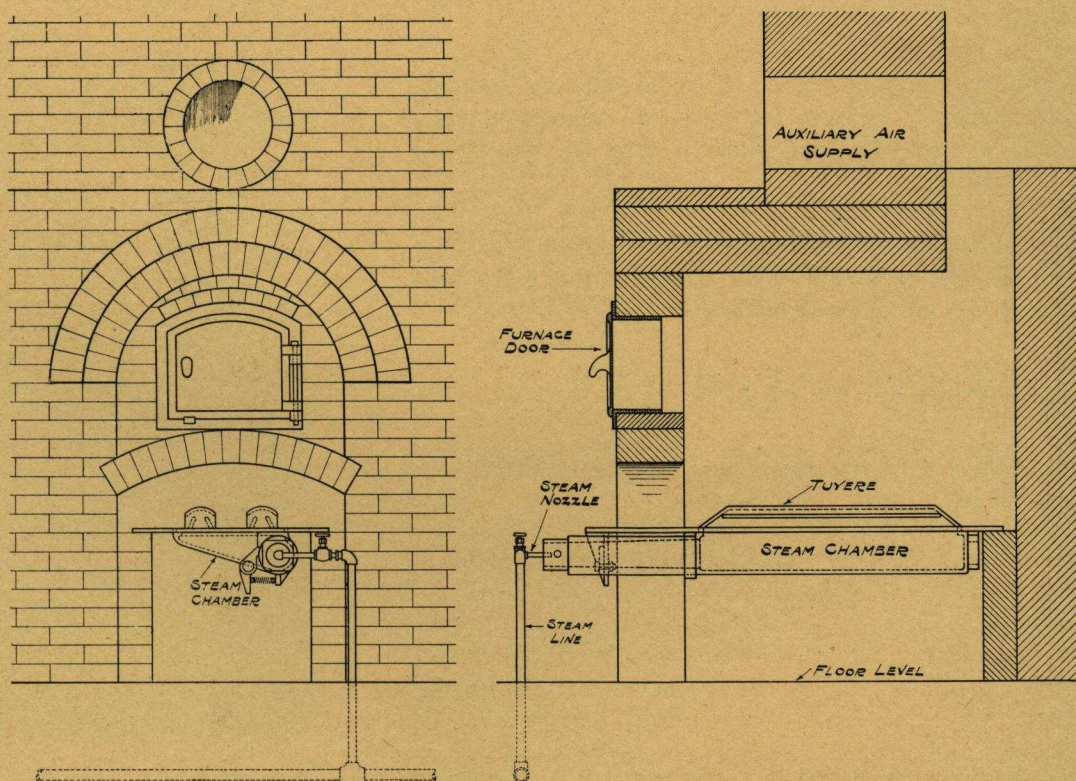 AUXILIARY AIR
SUPPLY
FURNACE
DOOR
STEAM
NOZZLE
TUYERE
STEAM CHAMBER
STEAM
CHAMBER
STEAM
LINE
FLOOR LEVEL